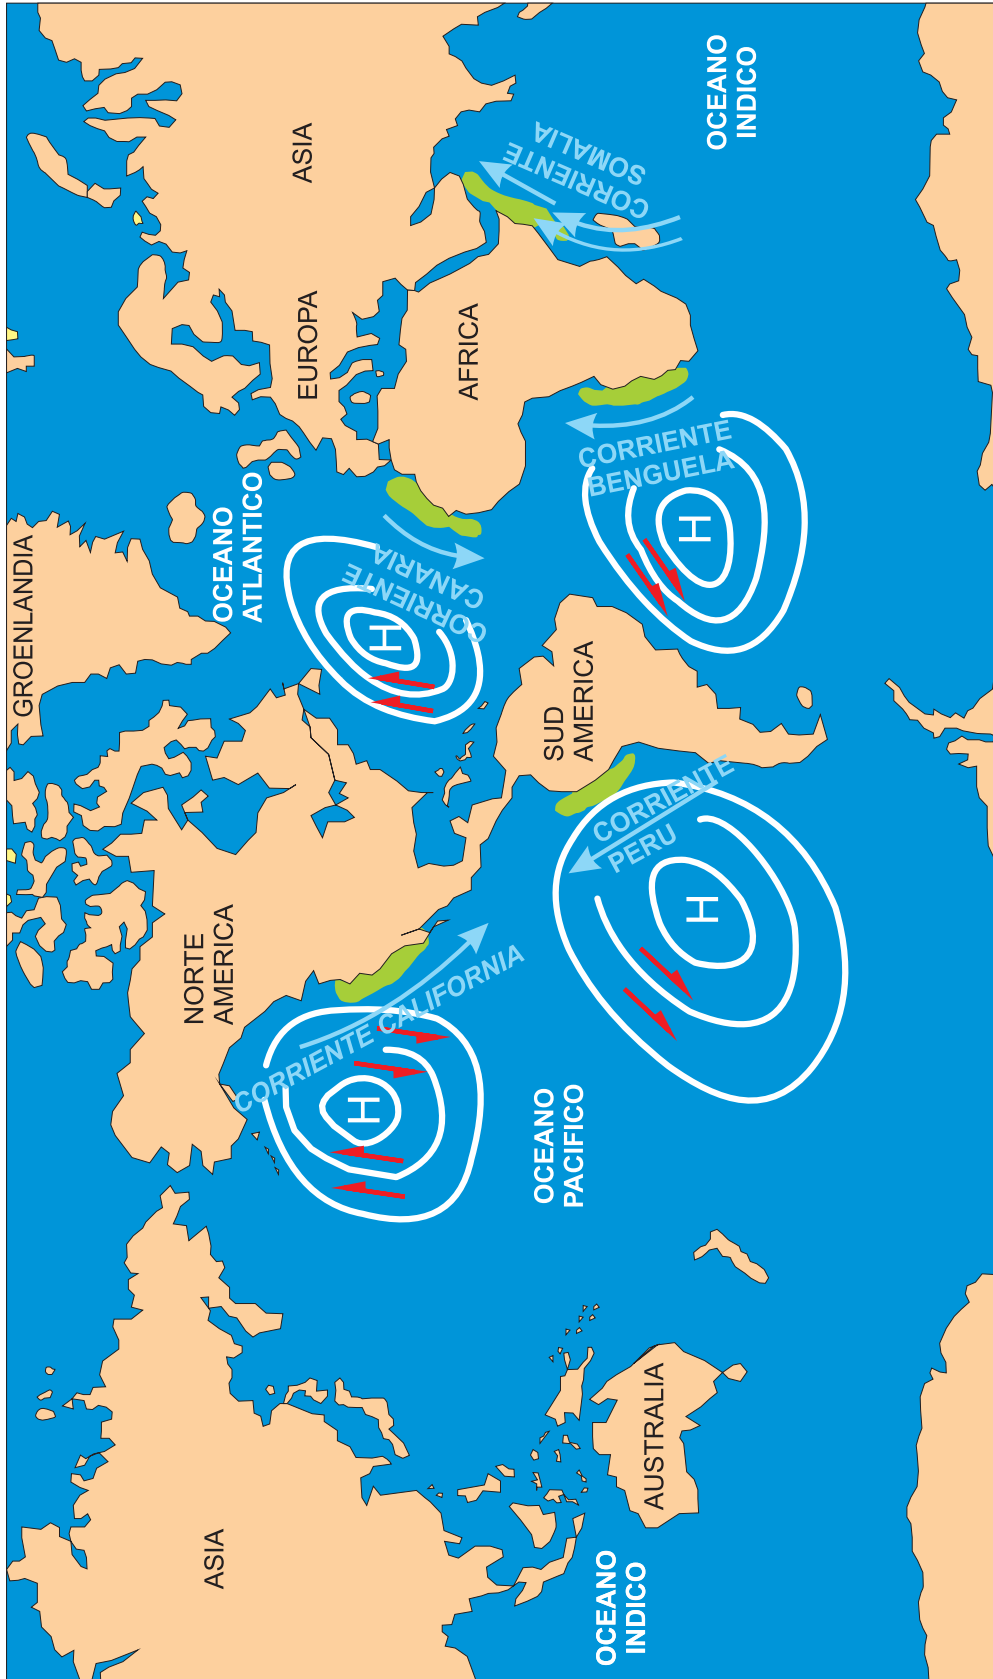 GROENLANDIA
ASIA
EUROPA
ASIA
OCEANO
ATLANTICO
NORTE
AMERICA
AFRICA
CORRIENTE
CANARIA
CORRIENTE
SOMALIA
OCEANO
INDICO
H
H
CORRIENTE CALIFORNIA
OCEANO
PACIFICO
SUD
AMERICA
CORRIENTE
PERU
H
CORRIENTE
BENGUELA
H
AUSTRALIA
OCEANO
INDICO